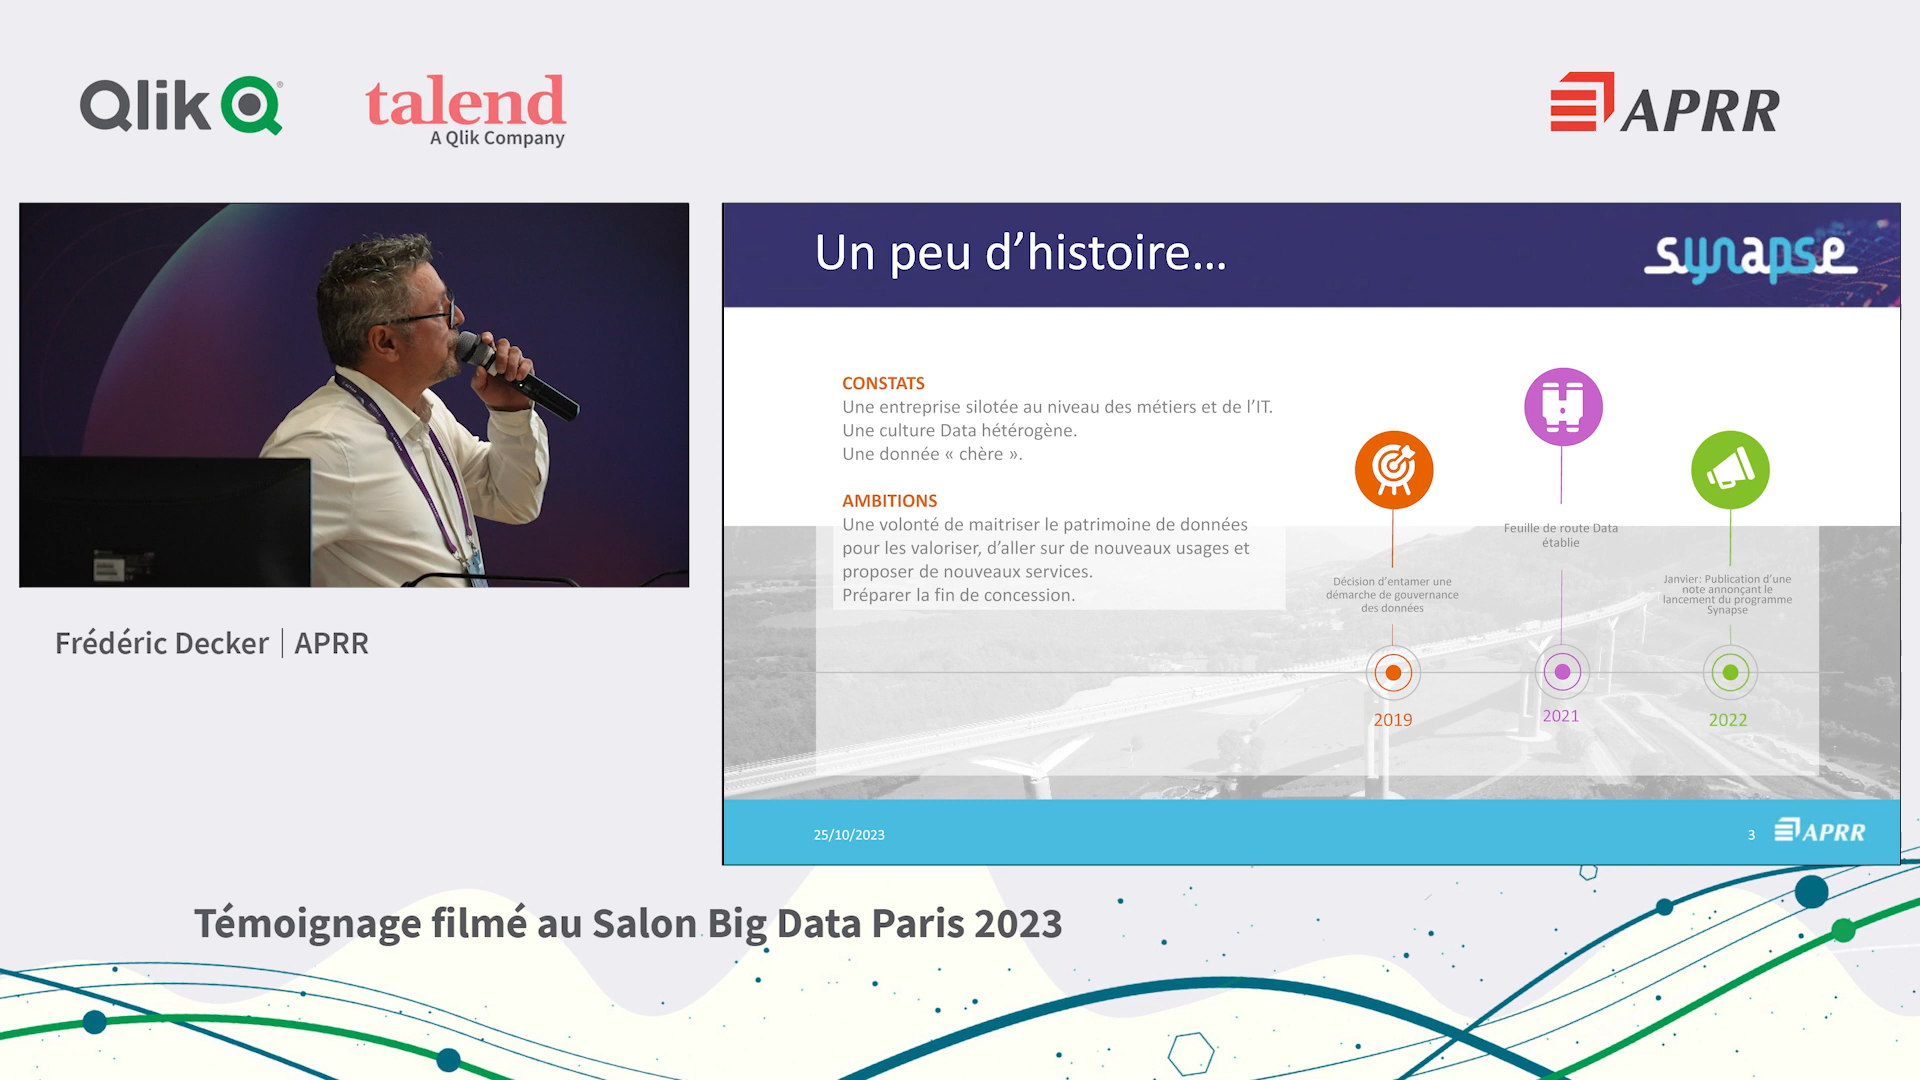 Qlik
talend
A Qlik Company
APRR
Un peu d’histoire...
synapse
CONSTATS
Une entreprise silotée au niveau des métiers et de l’IT.
Une culture Data hétérogène.
Une donnée « chère ».
AMBITIONS
Une volonté de maitriser le patrimoine de données
pour les valoriser, d’aller sur de nouveaux usages et
proposer de nouveaux services.
Préparer la fin de concession.
Décision d’entamer une
démarche de gouvernance
des données
2019
Feuille de route Data
établie
2021
Janvier: Publication d’une
note annonçant le
lancement du programme
Synapse
2022
25/10/2023
3
APRR
Frédéric Decker | APRR
Témoignage filmé au Salon Big Data Paris 2023